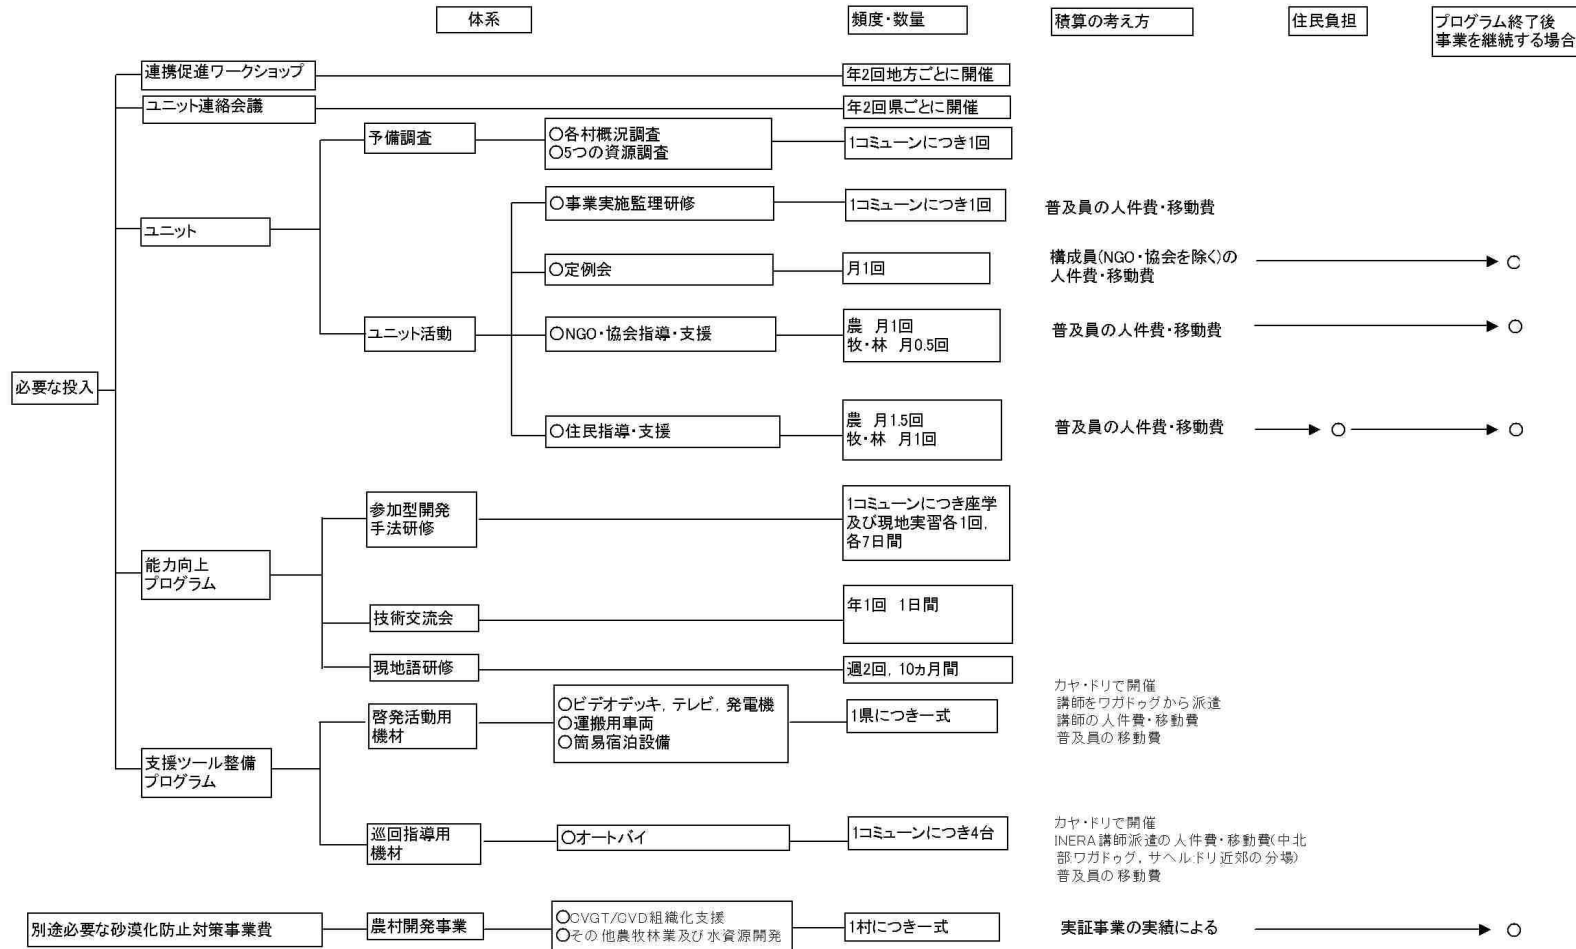 体系
頻度・数量
積算の考え方
住民負担
プログラム終了後
事業を継続する場合
連携促進ワークショップ
年2回地方ごとに開催
ユニット連絡会議
年2回県ごとに開催
予備調査
○各村概況調査
○5つの資源調査
1コミューンにつき1回
ユニット
○事業実施監理研修
1コミューンにつき1回
普及員の人件費・移動費
○定例会
月1回
構成員(NGO・協会を除く)の
人件費・移動費
○
ユニット活動
○NGO・協会指導・支援
農 月1回
牧・林 月0.5回
普及員の人件費・移動費
○
必要な投入
○住民指導・支援
農 月1.5回
牧・林 月1回
普及員の人件費・移動費
○
○
参加型開発
手法研修
1コミューンにつき座学
及び現地実習各1回,
各7日間
能力向上
プログラム
技術交流会
年1回 1日間
現地語研修
週2回, 10ヵ月間
カヤ・ドリで開催
講師をワガドゥグから派遣
講師の人件費・移動費
普及員の移動費
啓発活動用
機材
○ビデオデッキ, テレビ, 発電機
○運搬用車両
○簡易宿泊設備
1県につき一式
支援ツール整備
プログラム
巡回指導用
機材
○オートバイ
1コミューンにつき4台
カヤ・ドリで開催
INERA講師派遣の人件費・移動費(中北
部ワガドゥグ, サヘルドリ近郊の分場)
普及員の移動費
別途必要な砂漠化防止対策事業費
農村開発事業
○CVGT/CVD組織化支援
○その他農牧林業及び水資源開発
1村につき一式
実証事業の実績による
○